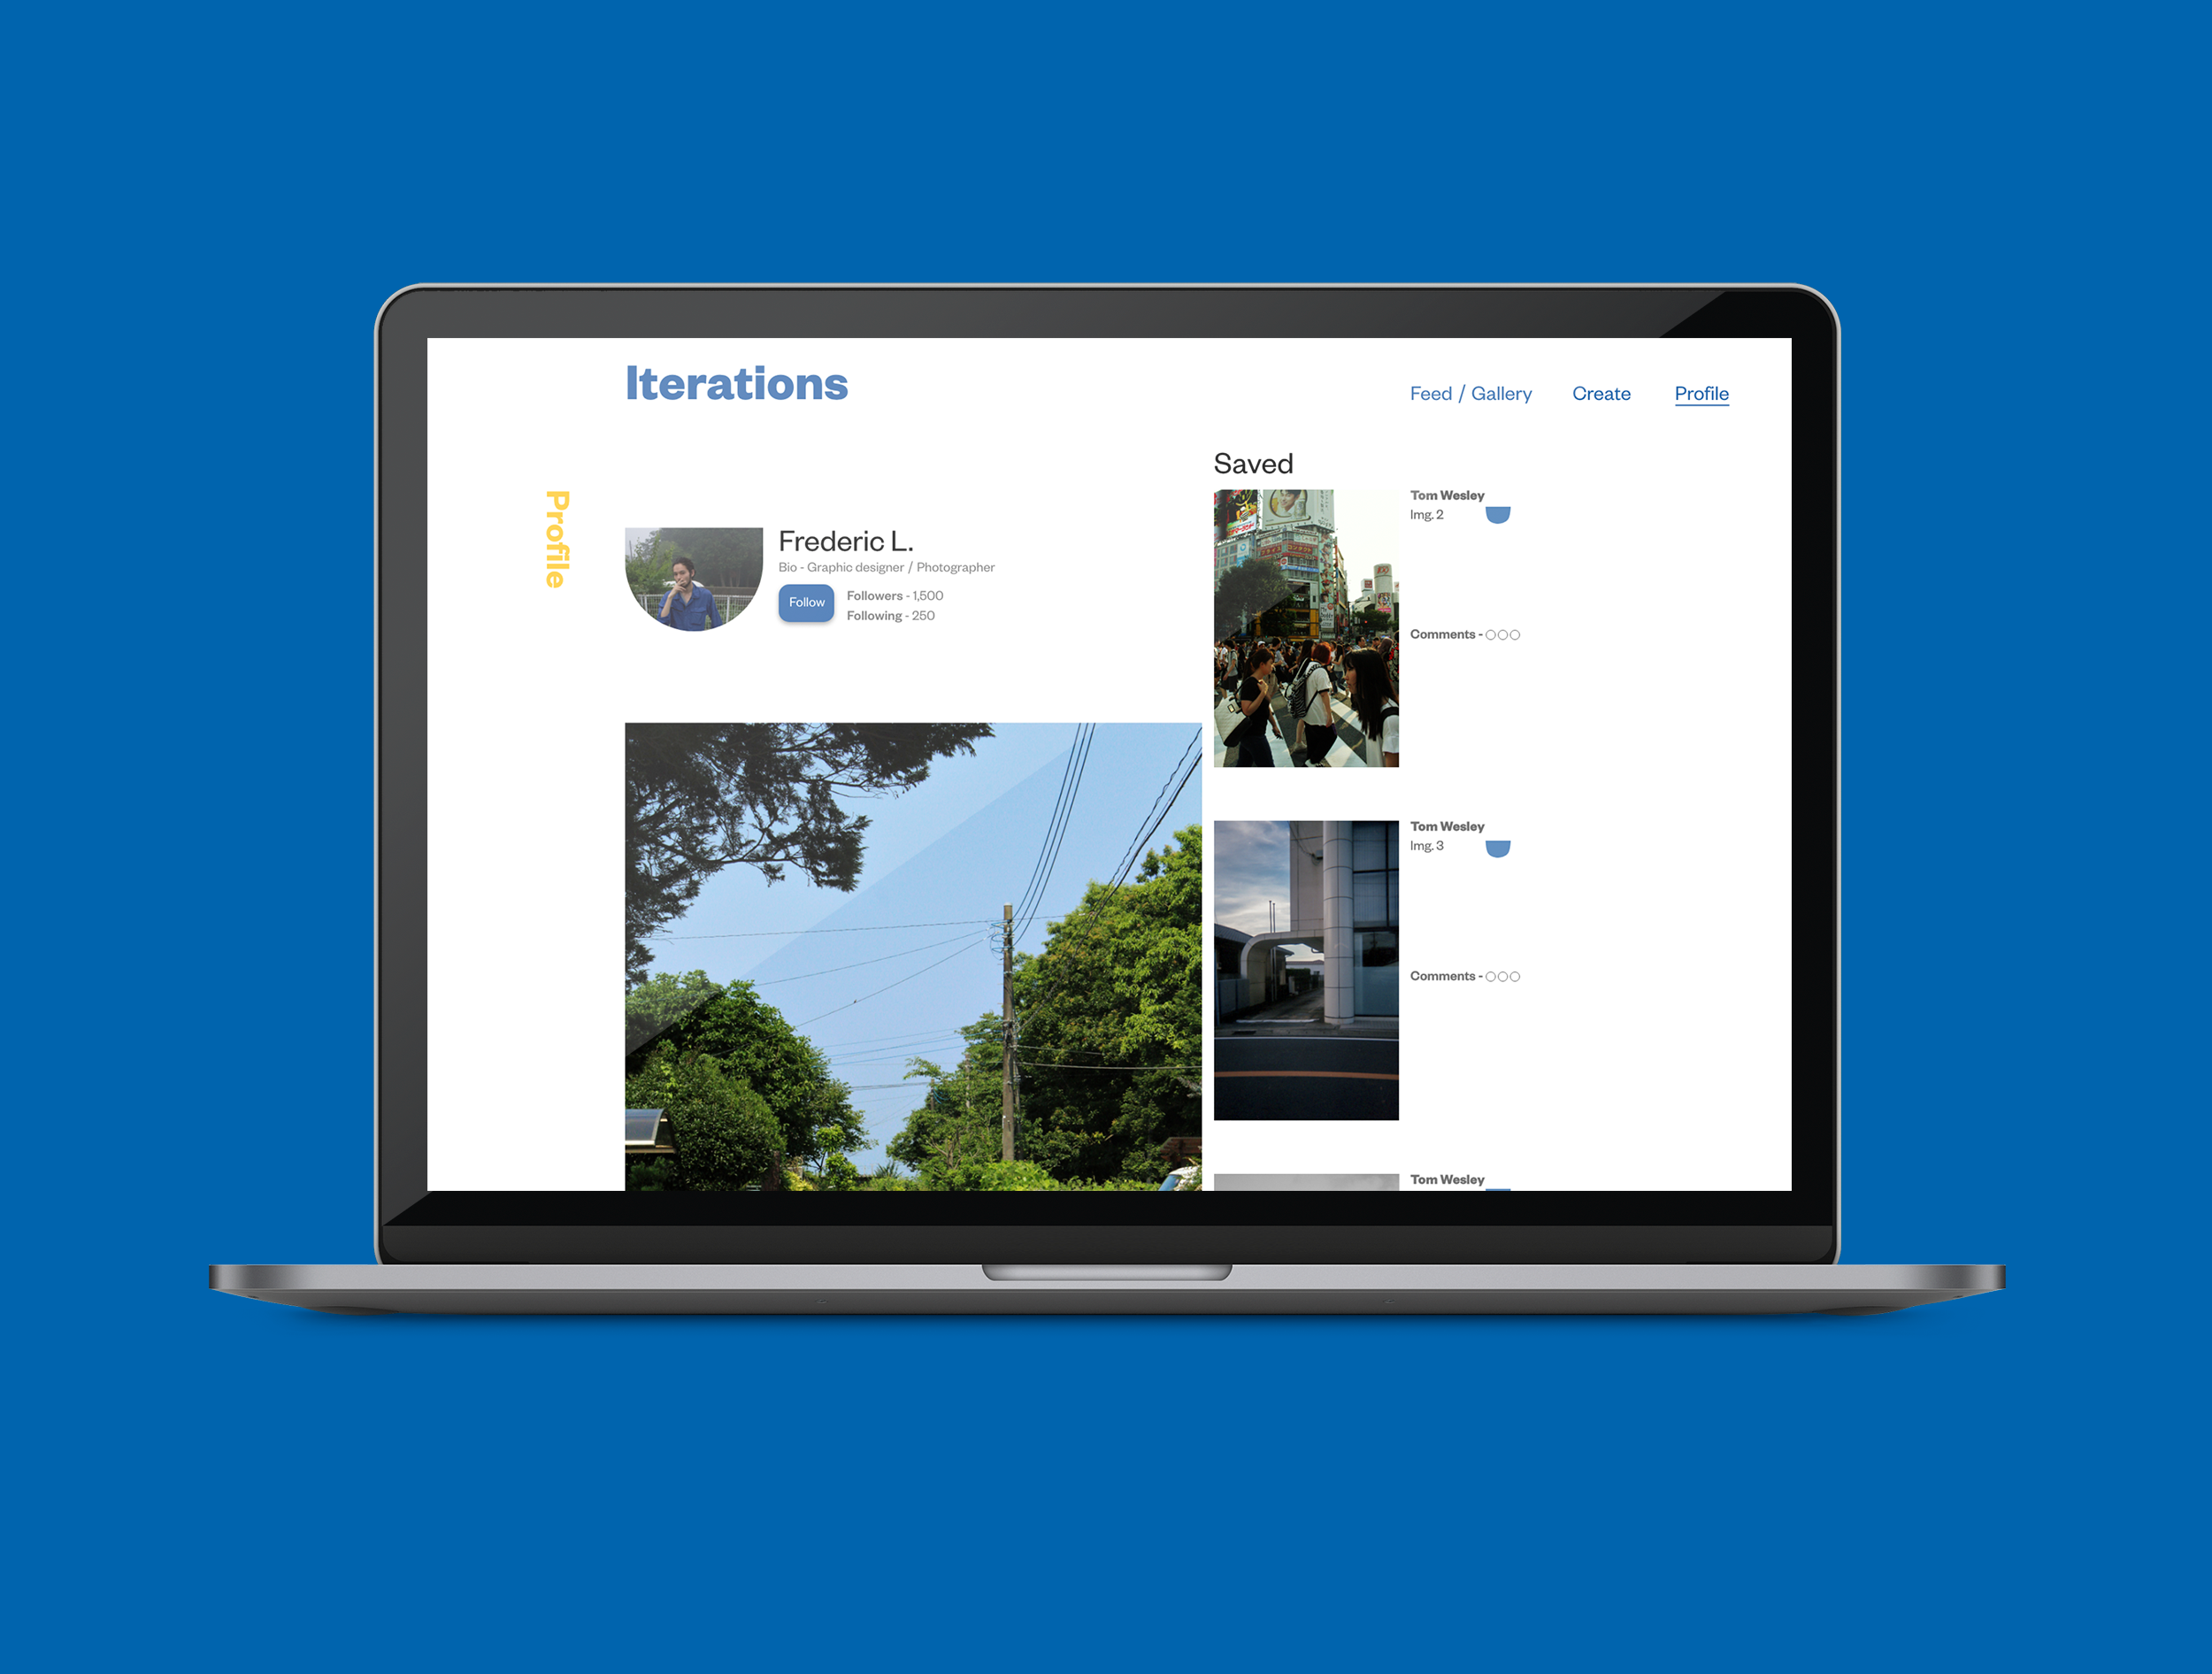 Iterations
Feed / Gallery
Create
Profile
Profile
Frederic L.
Bio - Graphic designer / Photographer
Follow
Followers - 1,500
Following - 250
Saved
Tom Wesley
Img. 2
Comments -
Tom Wesley
Img. 3
Comments -
Tom Wesley